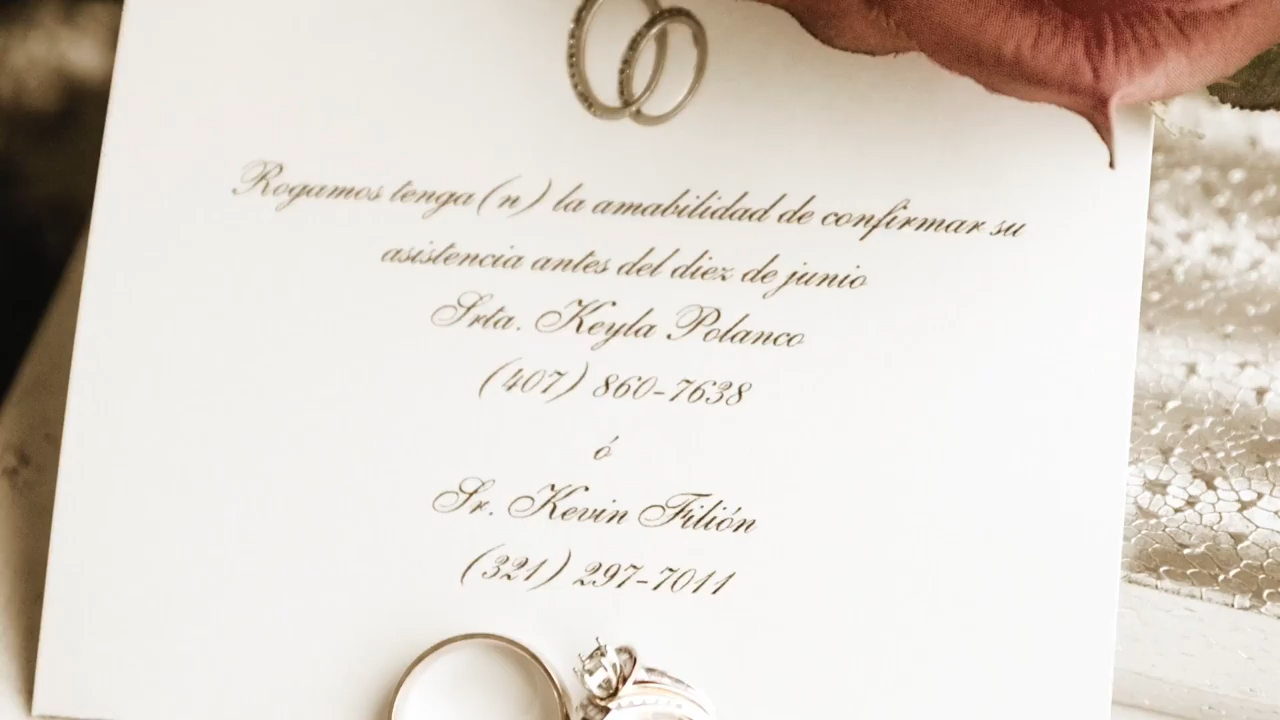 Rogamos tenga(n) la amabilidad de confirmar su
asistencia antes del diez de junio
Srta. Keyla Polanco
(407) 860-7638
ó
Sr. Kevin Filión
(321) 297-7011